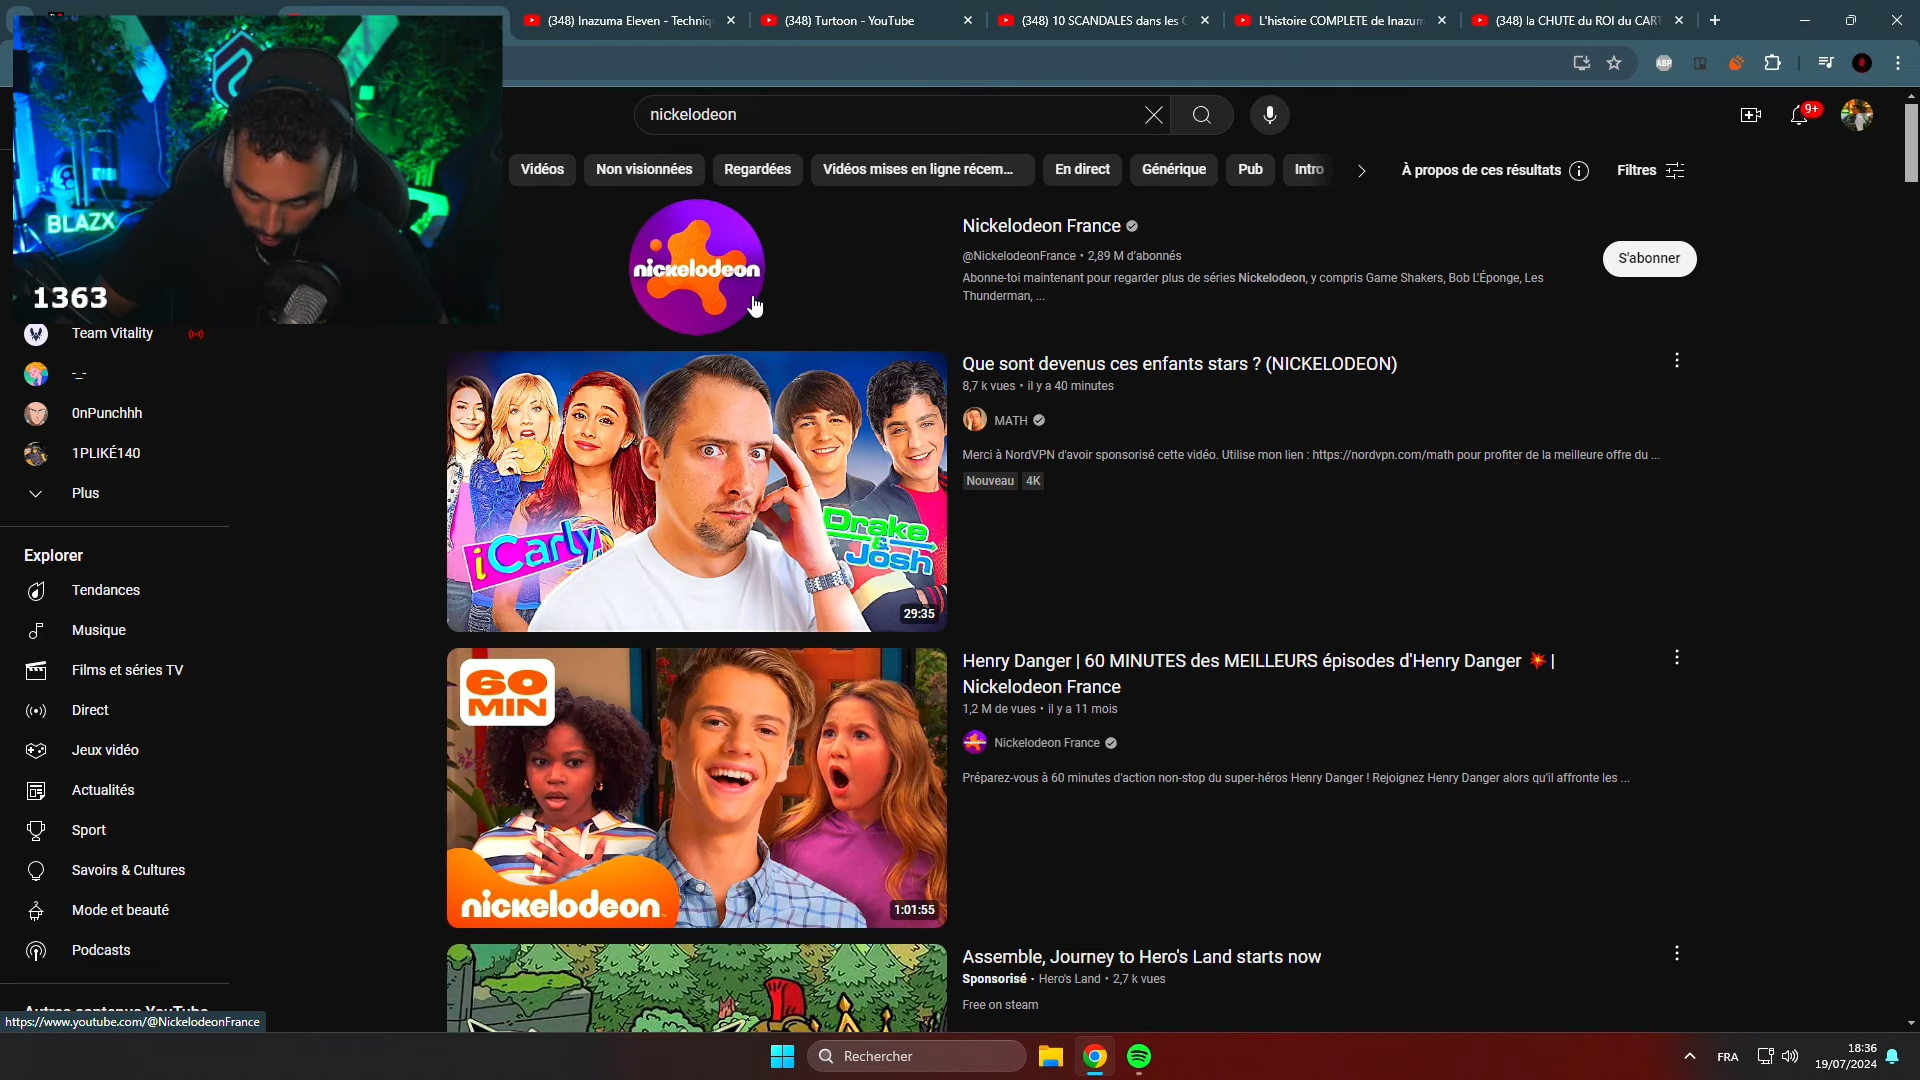 (348) Inazuma Eleven - Techniq
(348) Turtoon - YouTube
(348) 10 SCANDALES dans les
L'histoire COMPLETE de Inazum
(348) la CHUTE du ROI du CART
ABP
nickelodeon
9+
Vidéos
Non visionnées
Regardées
Vidéos mises en ligne récem...
En direct
Générique
Pub
Intro
À propos de ces résultats
Filtres
BLAZX
1363
nickelodeon
Nickelodeon France
@NickelodeonFrance • 2,89 M d'abonnés
Abonne-toi maintenant pour regarder plus de séries Nickelodeon, y compris Game Shakers, Bob L'Éponge, Les
Thunderman, ...
S'abonner
Team Vitality
-_-
0nPunchhh
1PLIKÉ140
Plus
Explorer
Tendances
Musique
Films et séries TV
Direct
Jeux vidéo
Actualités
Sport
Savoirs & Cultures
Mode et beauté
Podcasts
Autres contenus YouTube
https://www.youtube.com/@NickelodeonFrance
iCarly
Drake
&
Josh
29:35
Que sont devenus ces enfants stars ? (NICKELODEON)
8,7 k vues • il y a 40 minutes
MATH
Merci à NordVPN d'avoir sponsorisé cette vidéo. Utilise mon lien : https://nordvpn.com/math pour profiter de la meilleure offre du ...
Nouveau
4K
60
MIN
nickelodeon
1:01:55
Henry Danger | 60 MINUTES des MEILLEURS épisodes d'Henry Danger 💥 |
Nickelodeon France
1,2 M de vues • il y a 11 mois
Nickelodeon France
Préparez-vous à 60 minutes d'action non-stop du super-héros Henry Danger ! Rejoignez Henry Danger alors qu'il affronte les ...
Assemble, Journey to Hero's Land starts now
Sponsorisé • Hero's Land • 2,7 k vues
Free on steam
Rechercher
FRA
18:36
19/07/2024